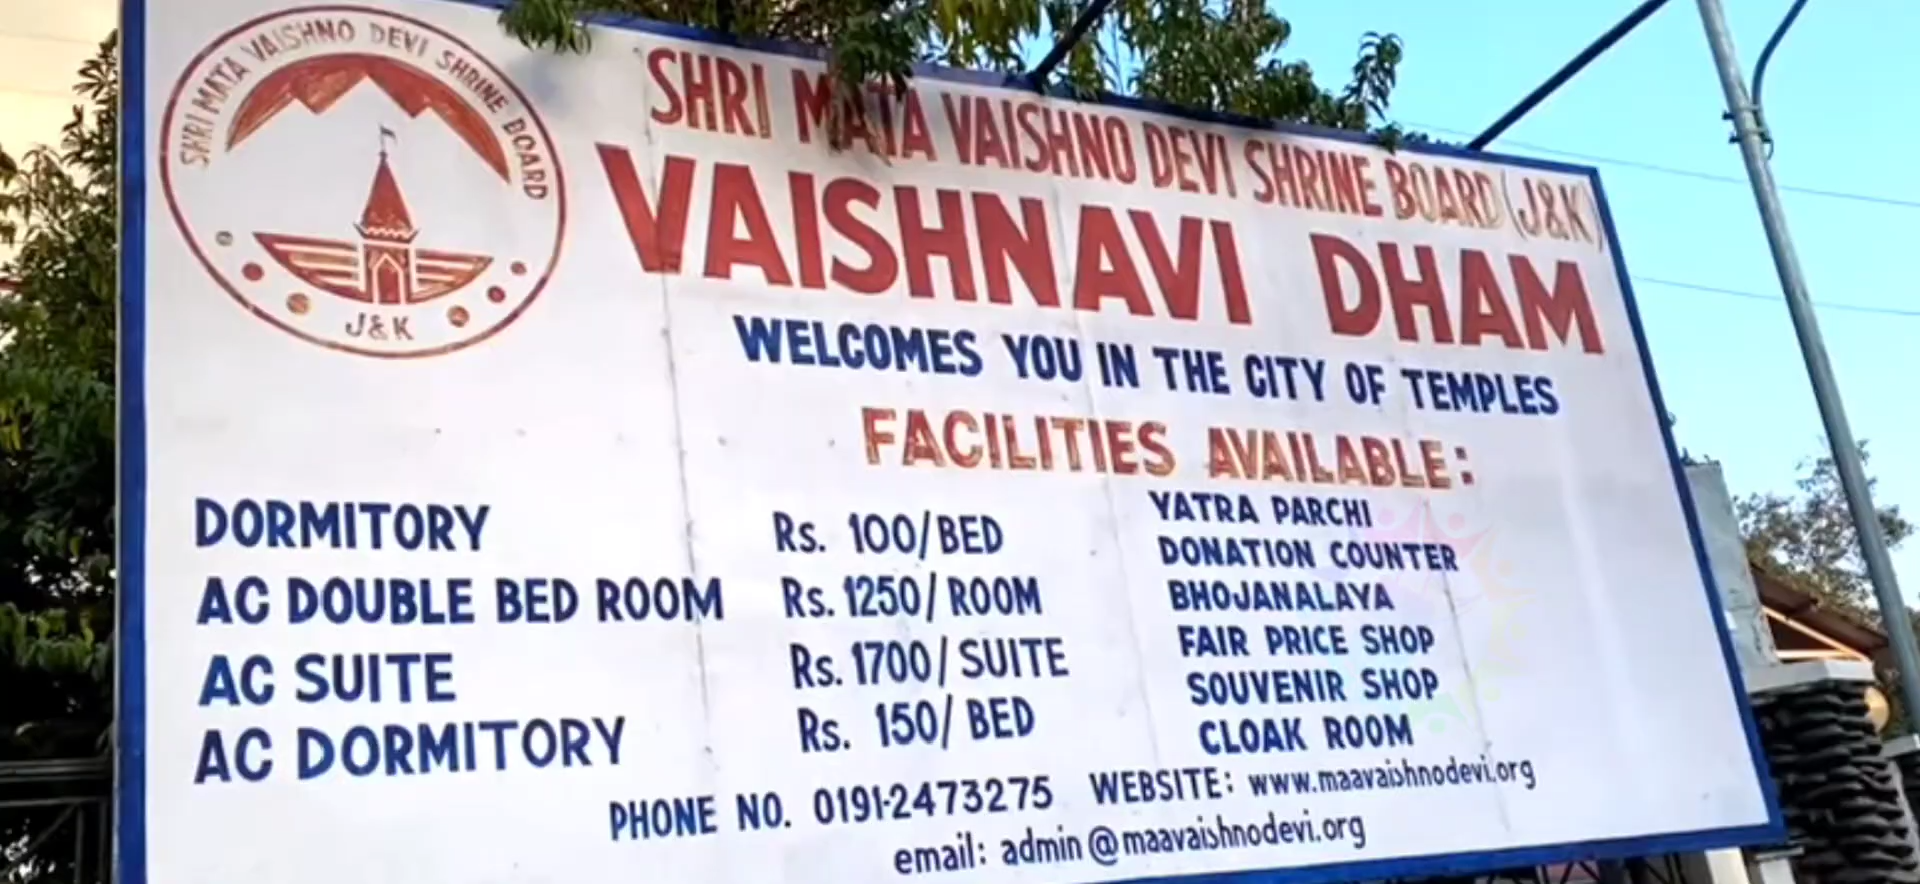 SHRI MATA VAISHNO DEVI SHRINE BOARD
J&K
SHRI MATA VAISHNO DEVI SHRINE BOARD (J&K)
VAISHNAVI DHAM
WELCOMES YOU IN THE CITY OF TEMPLES
FACILITIES AVAILABLE:
DORMITORY Rs. 100/BED
AC DOUBLE BED ROOM Rs. 1250/ROOM
AC SUITE Rs. 1700/SUITE
AC DORMITORY Rs. 150/BED
YATRA PARCHI
DONATION COUNTER
BHOJANALAYA
FAIR PRICE SHOP
SOUVENIR SHOP
CLOAK ROOM
PHONE NO. 0191-2473275 WEBSITE: www.maavaishnodevi.org
email: admin@maavaishnodevi.org